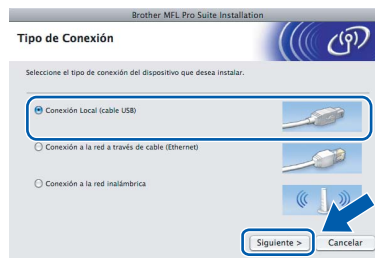 Brother MFL Pro Suite Installation
Tipo de Conexión
Seleccione el tipo de conexión del dispositivo que desea instalar.
Conexión Local (cable USB)
Conexión a la red a través de cable (Ethernet)
Conexión a la red inalámbrica
Siguiente >
Cancelar